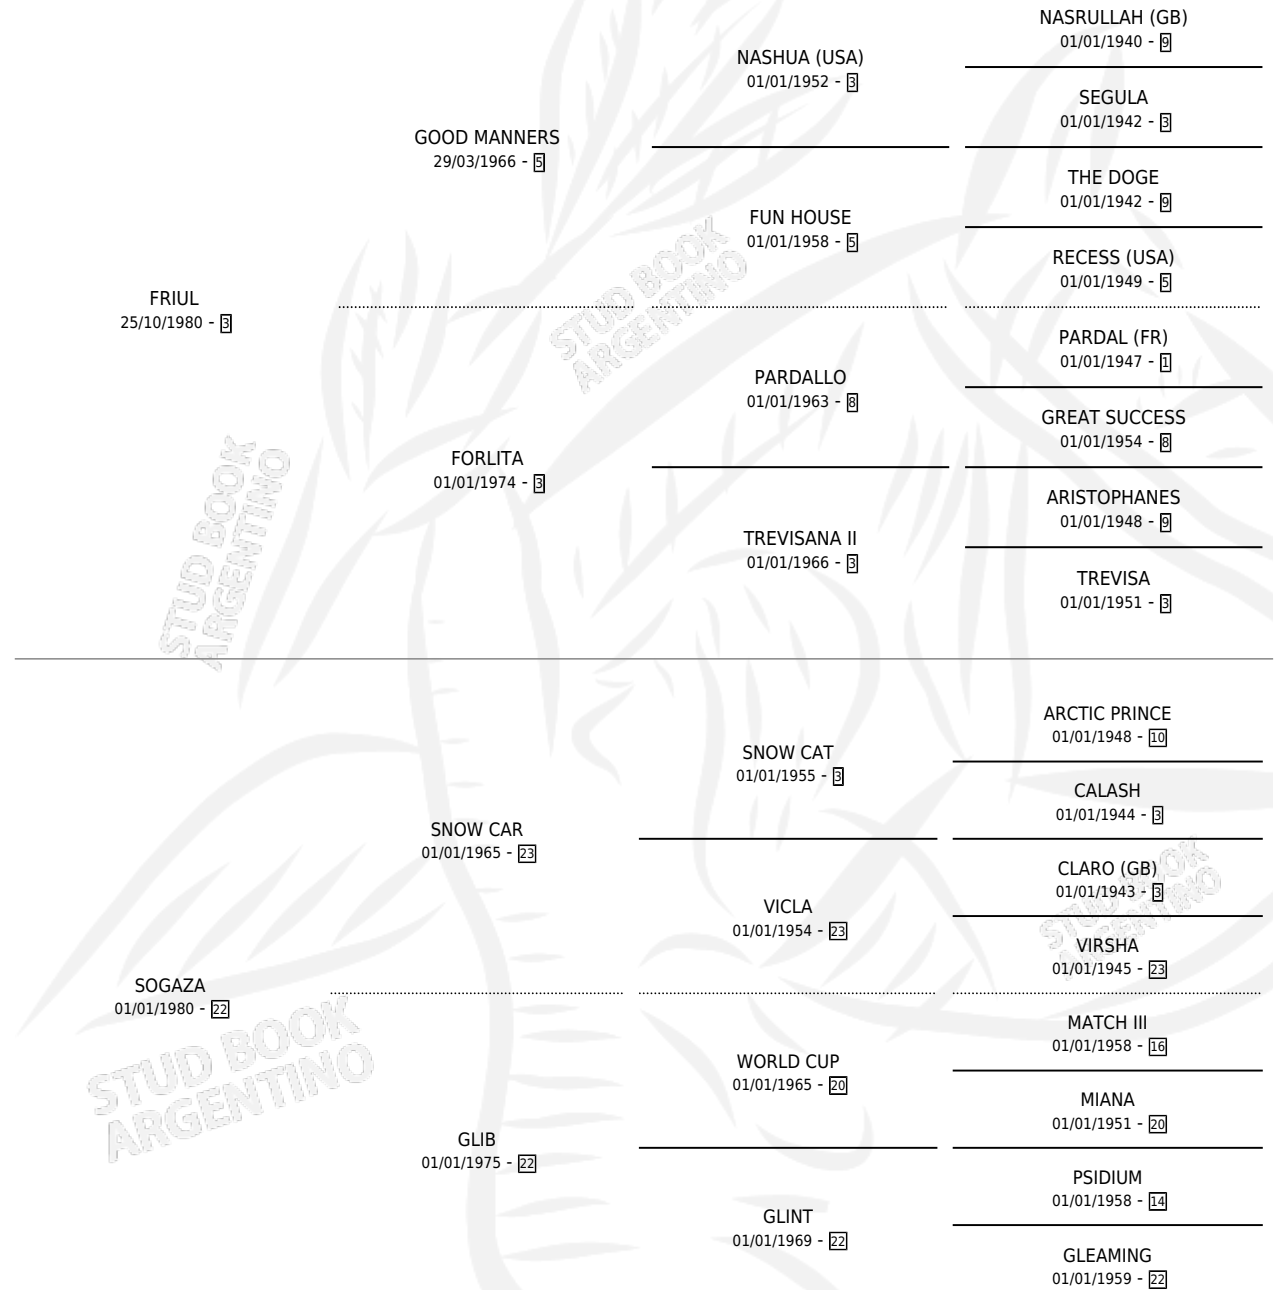 NASRULLAH (GB)
01/01/1940 - 9
NASHUA (USA)
01/01/1952 - 3
SEGULA
01/01/1942 - 3
GOOD MANNERS
29/03/1966 - 5
THE DOGE
01/01/1942 - 9
FUN HOUSE
01/01/1958 - 5
RECESS (USA)
01/01/1949 - 5
FRIUL
25/10/1980 - 3
STUD BOOK
ARGENTINO
PARDAL (FR)
01/01/1947 - 1
PARDALLO
01/01/1963 - 8
GREAT SUCCESS
01/01/1954 - 8
FORLITA
01/01/1974 - 3
ARISTOPHANES
01/01/1948 - 9
TREVISANA II
01/01/1966 - 3
TREVISA
01/01/1951 - 3
STUD BOOK
ARGENTINO
ARCTIC PRINCE
01/01/1948 - 10
SNOW CAT
01/01/1955 - 3
CALASH
01/01/1944 - 3
SNOW CAR
01/01/1965 - 23
CLARO (GB)
01/01/1943 - 3
VICLA
01/01/1954 - 23
VIRSHA
01/01/1945 - 23
STUD BOOK
ARGENTINO
SOGAZA
01/01/1980 - 22
MATCH III
01/01/1958 - 16
WORLD CUP
01/01/1965 - 20
MIANA
01/01/1951 - 20
STUD BOOK
ARGENTINO
GLIB
01/01/1975 - 22
PSIDIUM
01/01/1958 - 14
GLINT
01/01/1969 - 22
GLEAMING
01/01/1959 - 22